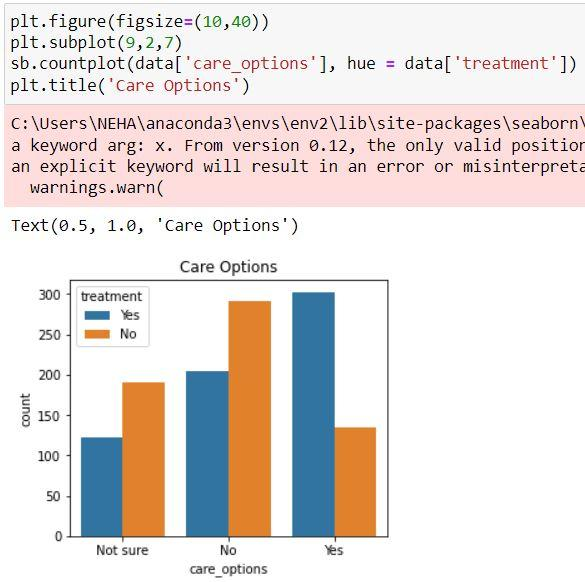 plt.figure(figsize=(10,40))
plt.subplot(9,2,7)
sb.countplot(data['care_options'], hue = data['treatment'])
plt.title('Care Options')
C:\Users\NEHA\anaconda3\envs\env2\lib\site-packages\seaborn\
a keyword arg: x. From version 0.12, the only valid position
an explicit keyword will result in an error or misinterpreta
warnings.warn(
Text(0.5, 1.0, 'Care Options')
Care Options
treatment
Yes
No
300
250
200
150
100
50
0
count
Not sure No Yes
care_options